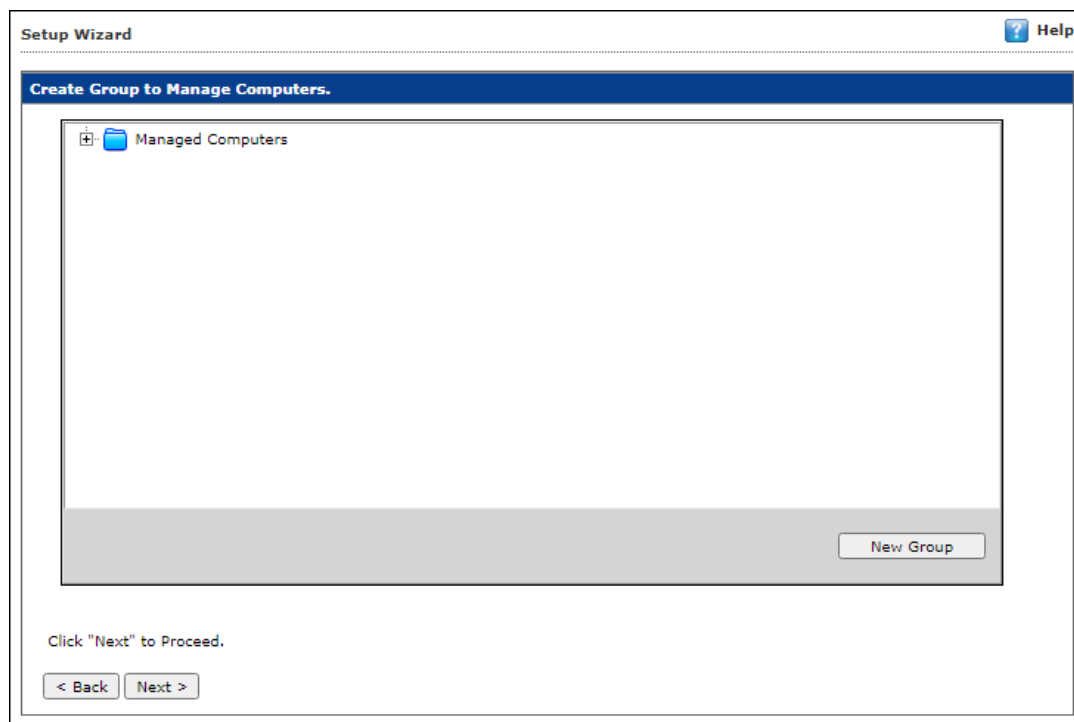 Setup Wizard
Help
Create Group to Manage Computers.
Managed Computers
New Group
Click "Next" to Proceed.
< Back Next >